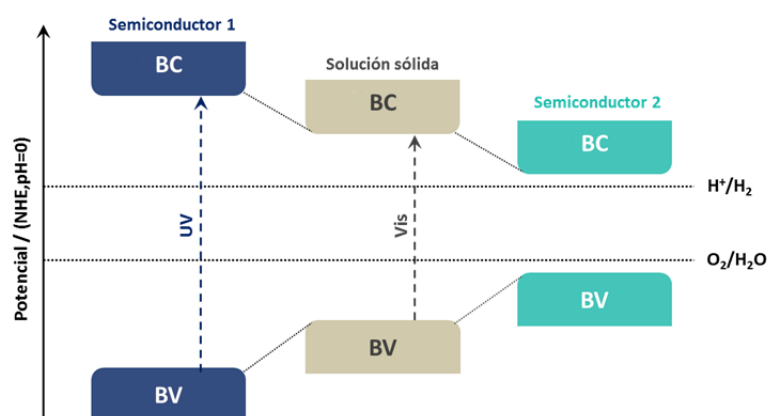 Semiconductor 1
BC
Solución sólida
BC
Semiconductor 2
BC
H⁺/H₂
UV
Vis
O₂/H₂O
BV
BV
BV
Potencial / (NHE,pH=0)